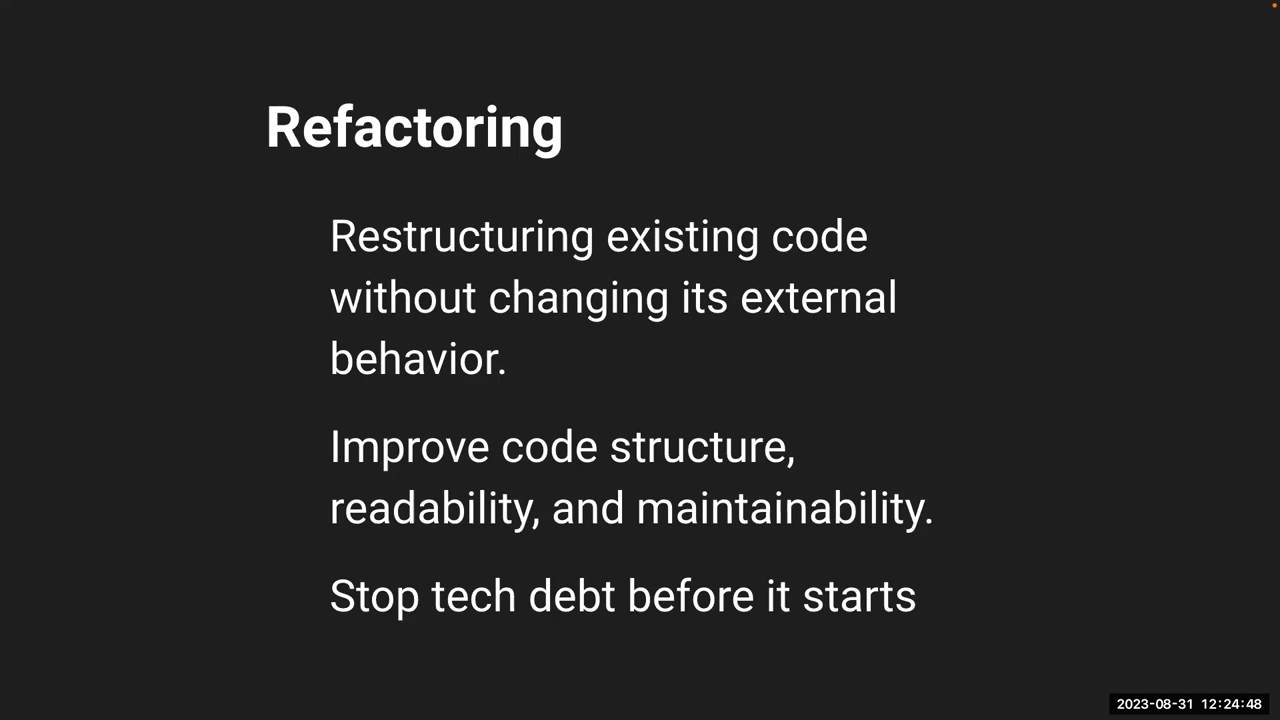 Refactoring
Restructuring existing code
without changing its external
behavior.
Improve code structure,
readability, and maintainability.
Stop tech debt before it starts
2023-08-31 12:24:48